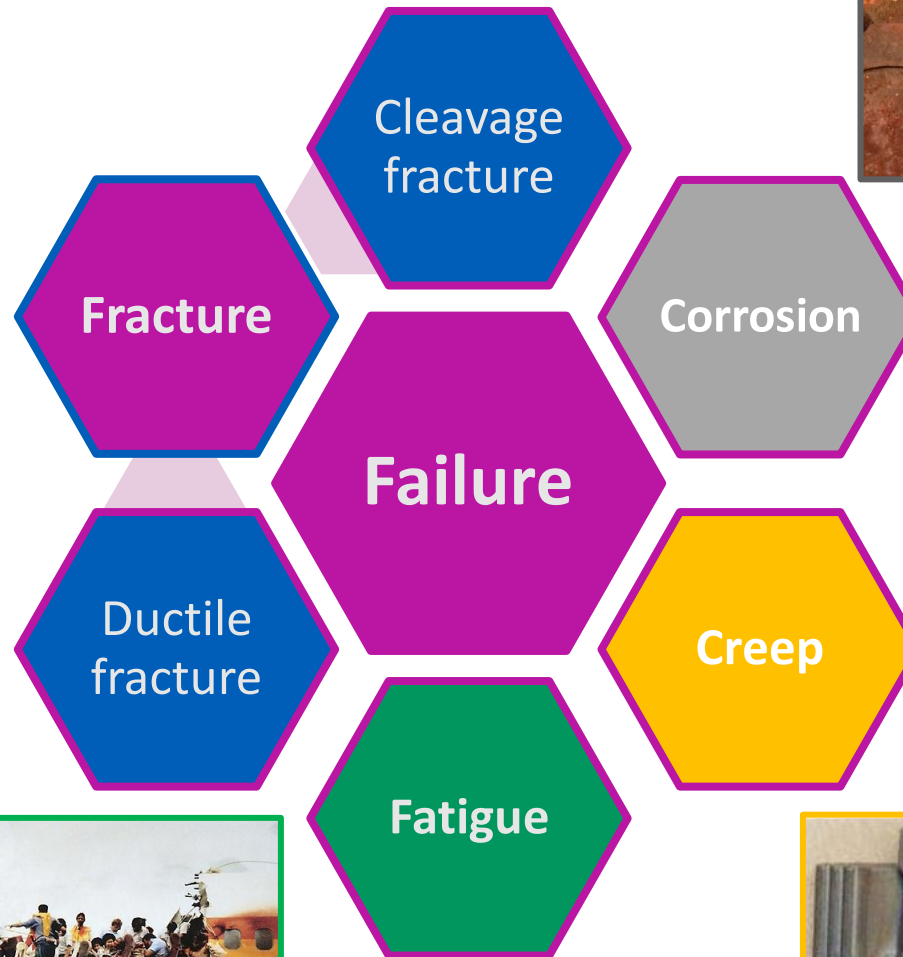 Cleavage
fracture
Fracture
Corrosion
Failure
Ductile
fracture
Creep
Fatigue